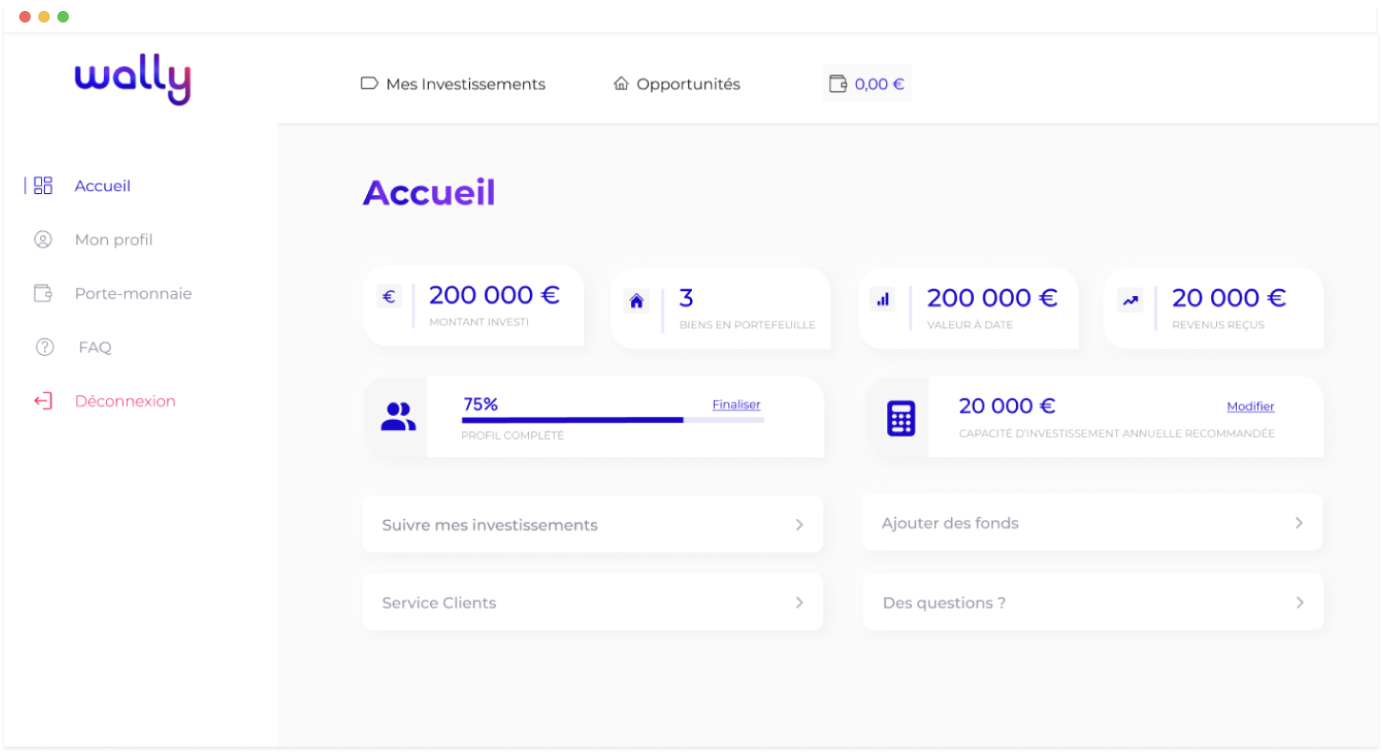 wally
Mes Investissements
Opportunités
0,00 €
Accueil
Mon profil
Porte-monnaie
FAQ
Déconnexion
Accueil
€
200 000 €
MONTANT INVESTI
3
BIENS EN PORTEFEUILLE
200 000 €
VALEUR À DATE
20 000 €
REVENUS REÇUS
75%
Finaliser
PROFIL COMPLÉTÉ
20 000 €
Modifier
CAPACITÉ D'INVESTISSEMENT ANNUELLE RECOMMANDÉE
Suivre mes investissements
Ajouter des fonds
Service Clients
Des questions ?